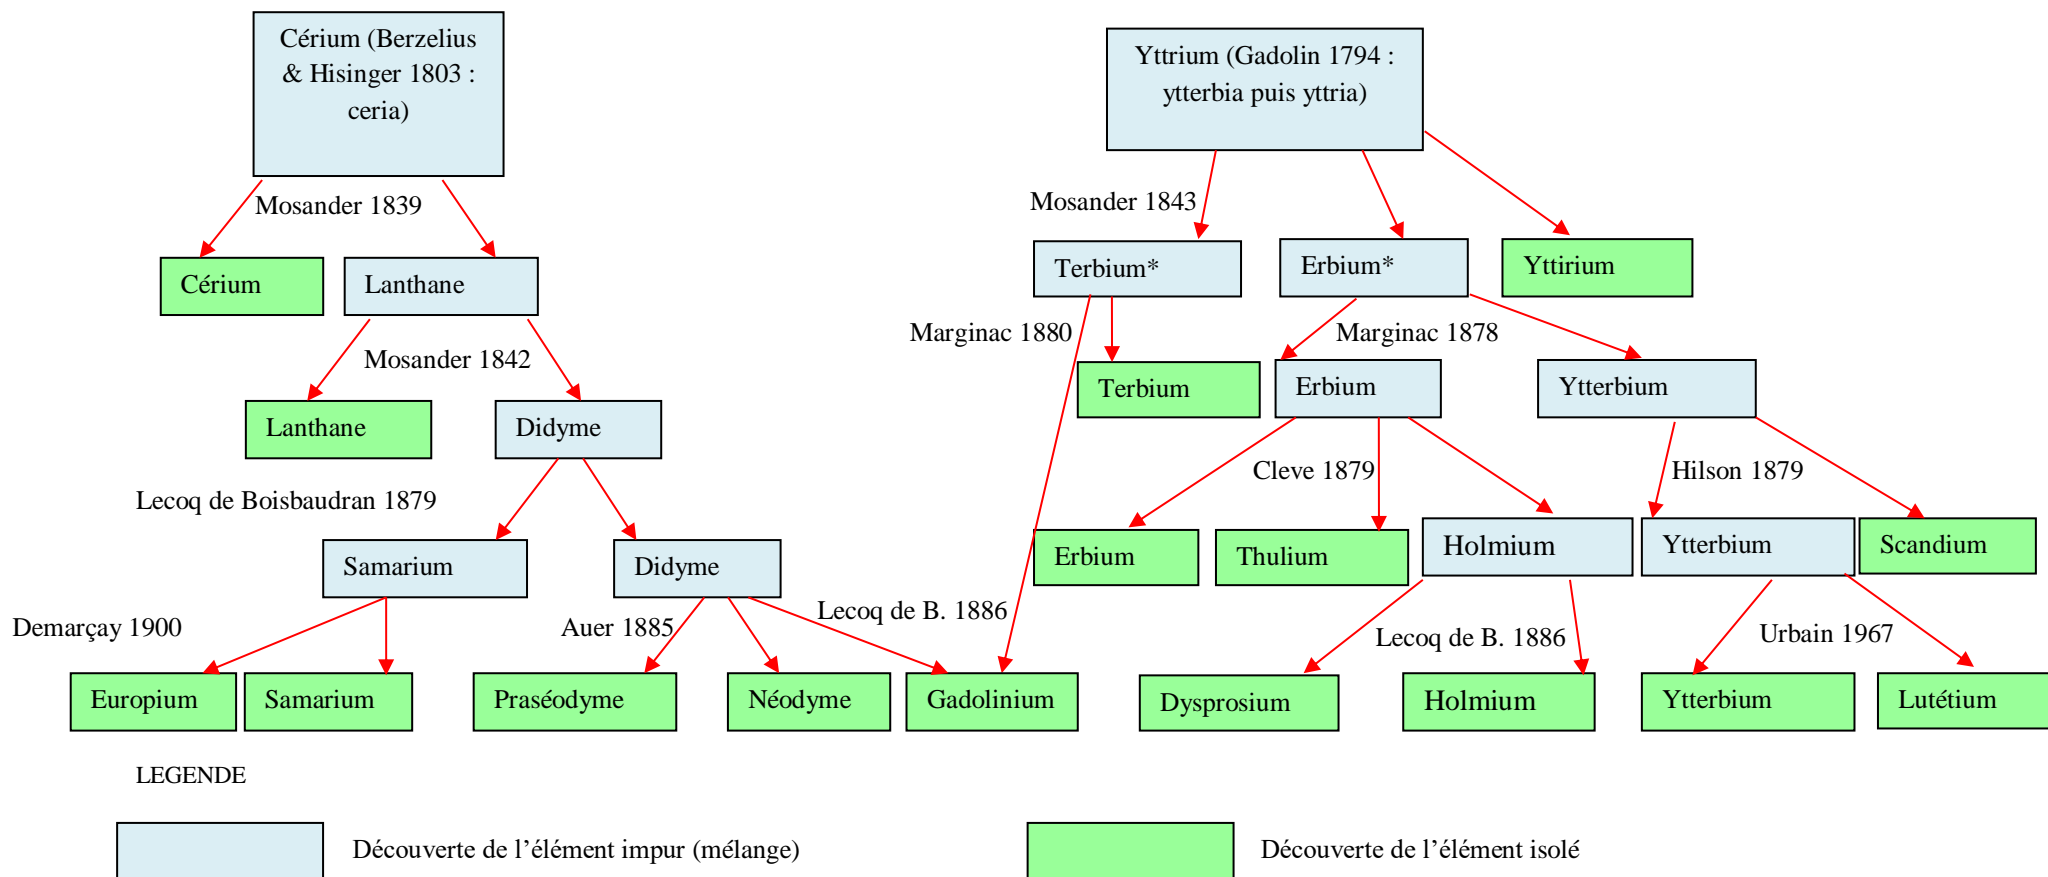 Cérium (Berzelius
& Hisinger 1803 :
ceria)
Yttrium (Gadolin 1794 :
ytterbia puis yttria)
Mosander 1839
Mosander 1843
Cérium
Lanthane
Terbium*
Erbium*
Yttirium
Mosander 1842
Marginac 1880
Marginac 1878
Lanthane
Didyme
Terbium
Erbium
Ytterbium
Lecoq de Boisbaudran 1879
Cleve 1879
Hilson 1879
Samarium
Didyme
Erbium
Thulium
Holmium
Ytterbium
Scandium
Demarçay 1900
Auer 1885
Lecoq de B. 1886
Lecoq de B. 1886
Urbain 1967
Europium
Samarium
Praséodyme
Néodyme
Gadolinium
Dysprosium
Holmium
Ytterbium
Lutétium
LEGENDE
Découverte de l’élément impur (mélange)
Découverte de l’élément isolé